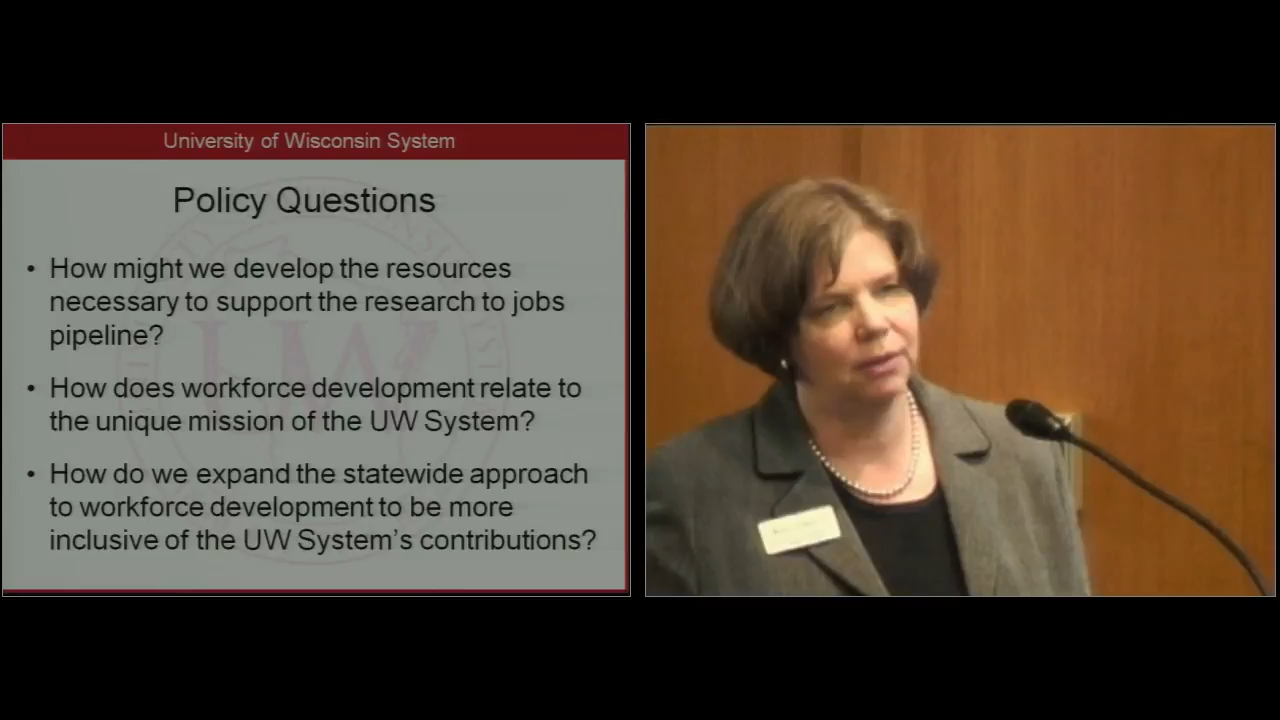 University of Wisconsin System
Policy Questions
• How might we develop the resources
necessary to support the research to jobs
pipeline?
• How does workforce development relate to
the unique mission of the UW System?
• How do we expand the statewide approach
to workforce development to be more
inclusive of the UW System's contributions?